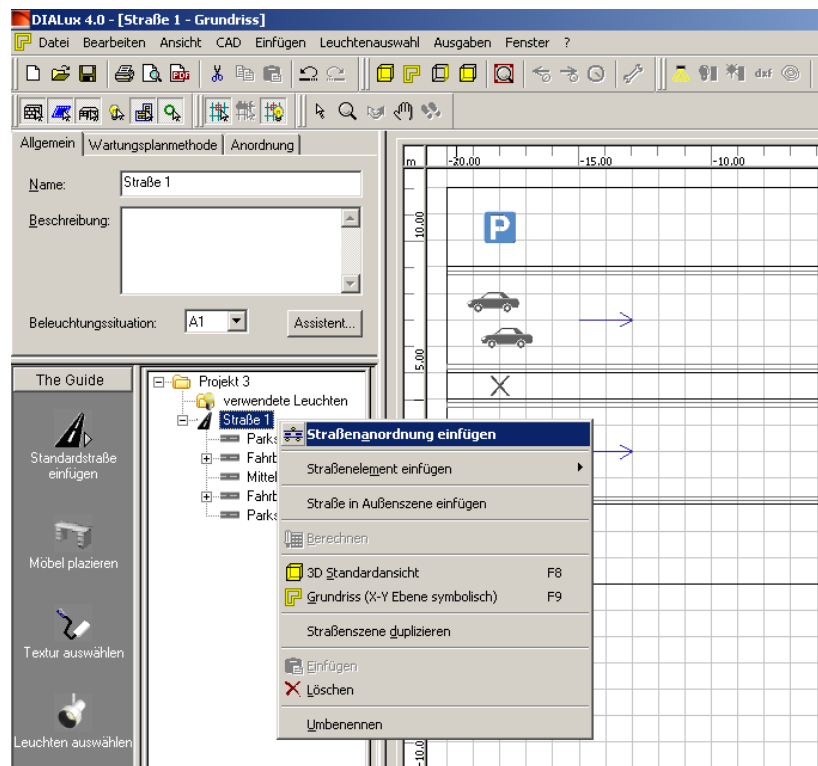 DIALux 4.0 - [Straße 1 - Grundriss]
Datei Bearbeiten Ansicht CAD Einfügen Leuchtenauswahl Ausgaben Fenster ?
PDF
dxf
Allgemein Wartungsplanmethode Anordnung
Name: Straße 1
Beschreibung:
Beleuchtungssituation: A1 Assistent...
m -20.00 -15.00 -10.00
10.00
P
5.00
X
-10.0
The Guide
Standardstraße
einfügen
Möbel plazieren
Textur auswählen
Leuchten auswählen
Projekt 3
verwendete Leuchten
Straße 1
Parks
Fahrb
Mittel
Fahrb
Parks
Straßenanordnung einfügen
Straßenelement einfügen
Straße in Außenszene einfügen
Berechnen
3D Standardansicht F8
Grundriss (X-Y Ebene symbolisch) F9
Straßenszene duplizieren
Einfügen
Löschen
Umbenennen